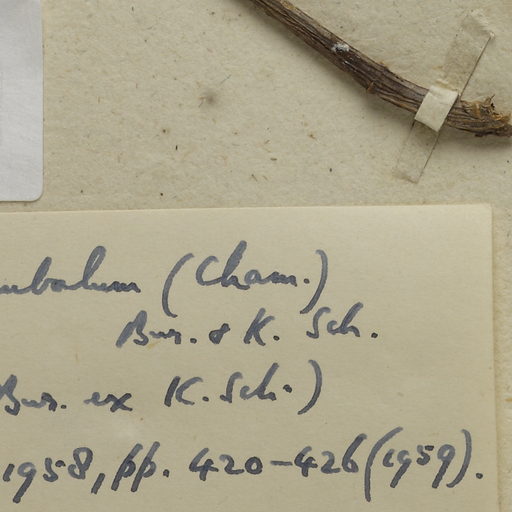 (Cham.)
Bur. & K. Sch.
Bur. ex K. Sch.)
1958, pp. 420-426 (1959).